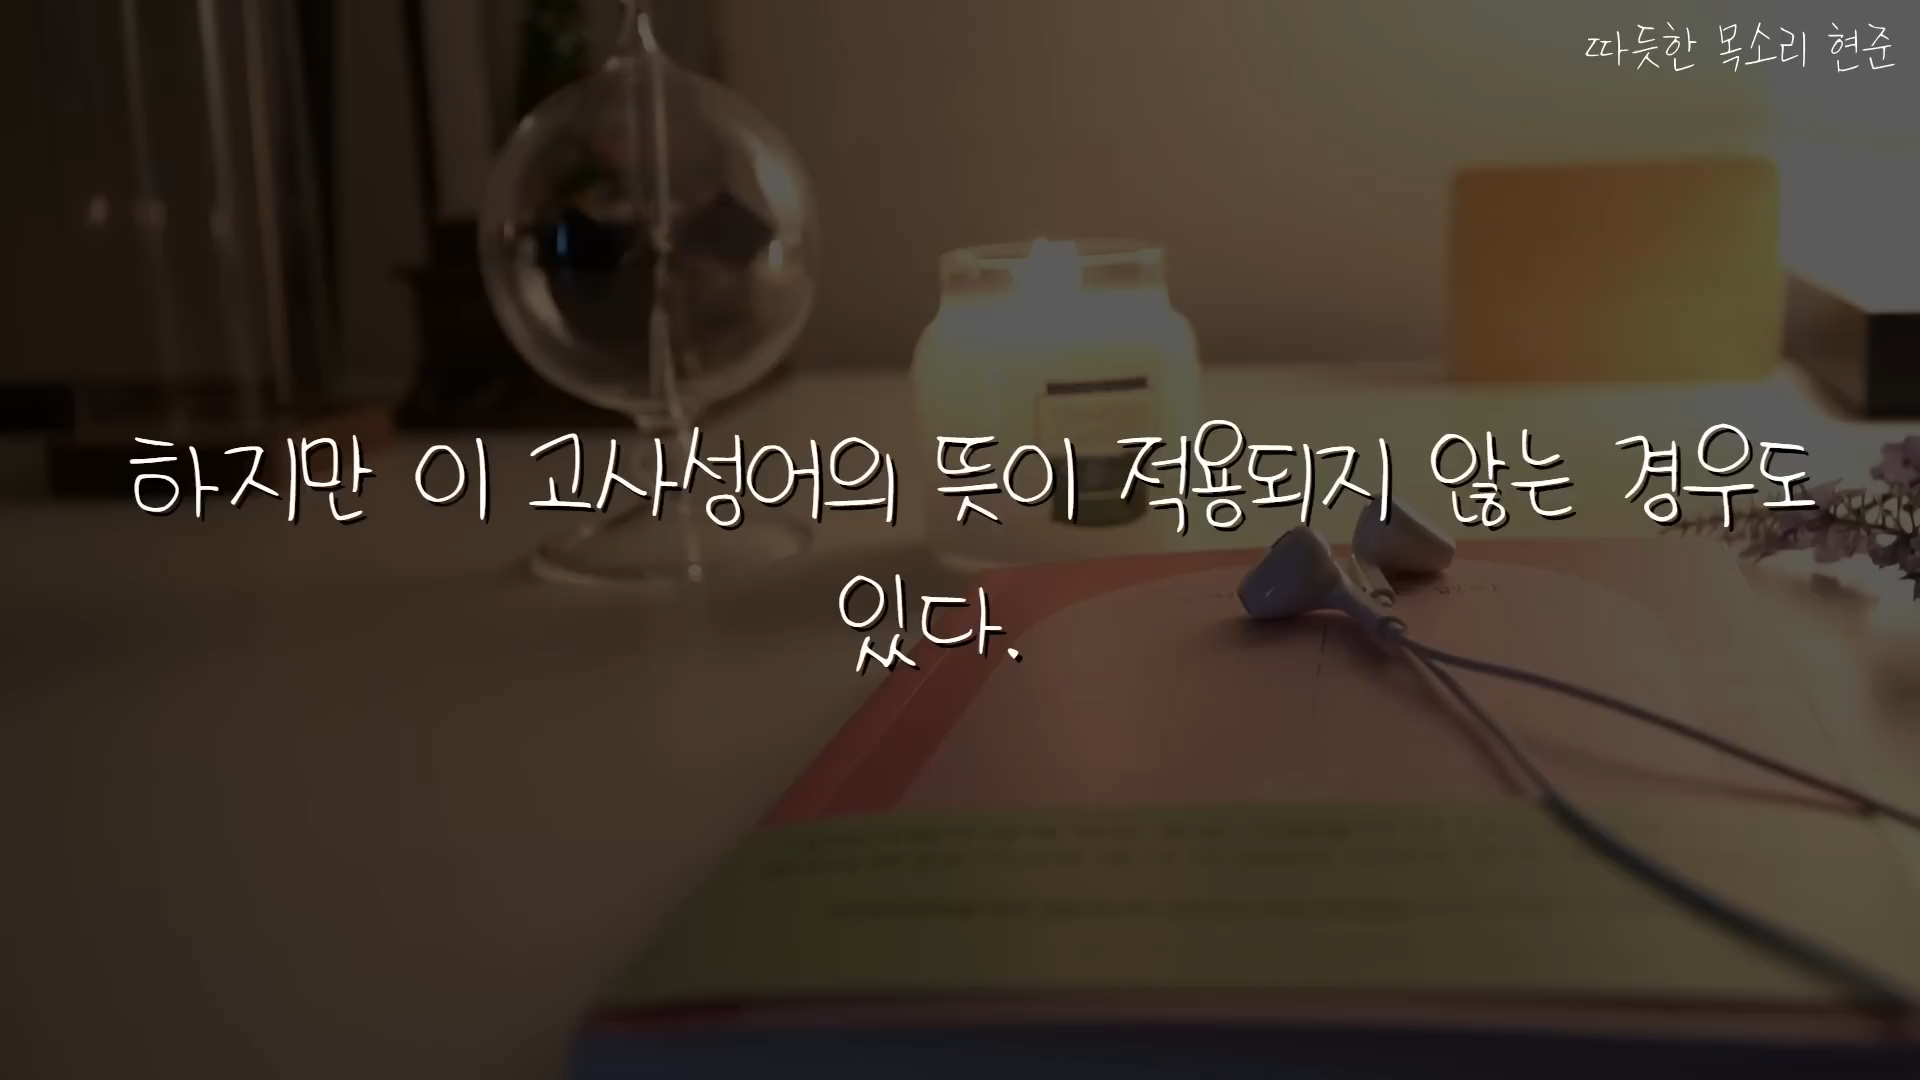 따듯한 목소리 현준
하지만 이 고사성어의 뜻이 적용되지 않는 경우도
있다.